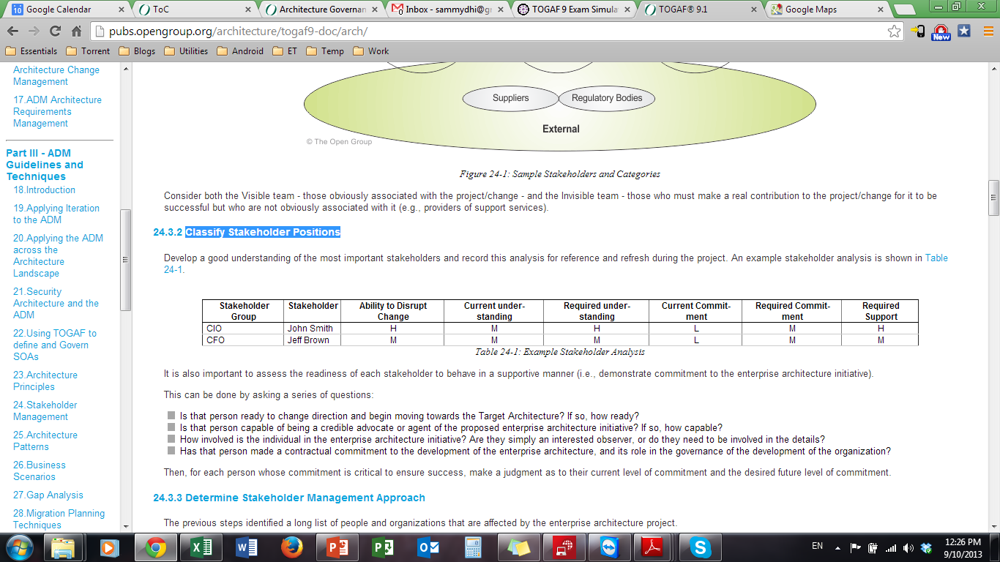 10 Google Calendar
ToC
Architecture Governan
Inbox - sammydhi@g
TOGAF 9 Exam Simula
TOGAF® 9.1
Google Maps
pubs.opengroup.org/architecture/togaf9-doc/arch/
New
Essentials Torrent Blogs Utilities Android ET Temp Work
Architecture Change
Management
17.ADM Architecture
Requirements
Management
Part III - ADM
Guidelines and
Techniques
18.Introduction
19.Applying Iteration
to the ADM
20.Applying the ADM
across the
Architecture
Landscape
21.Security
Architecture and the
ADM
22.Using TOGAF to
define and Govern
SOAs
23.Architecture
Principles
24.Stakeholder
Management
25.Architecture
Patterns
26.Business
Scenarios
27.Gap Analysis
28.Migration Planning
Techniques
Suppliers Regulatory Bodies
External
© The Open Group
Figure 24-1: Sample Stakeholders and Categories
Consider both the Visible team - those obviously associated with the project/change - and the Invisible team - those who must make a real contribution to the project/change for it to be
successful but who are not obviously associated with it (e.g., providers of support services).
24.3.2 Classify Stakeholder Positions
Develop a good understanding of the most important stakeholders and record this analysis for reference and refresh during the project. An example stakeholder analysis is shown in Table
24-1.
Stakeholder Stakeholder Ability to Disrupt Current under- Required under- Current Commit- Required Commit- Required
Group Change standing standing ment ment Support
CIO John Smith H M H L M H
CFO Jeff Brown M M M L M M
Table 24-1: Example Stakeholder Analysis
It is also important to assess the readiness of each stakeholder to behave in a supportive manner (i.e., demonstrate commitment to the enterprise architecture initiative).
This can be done by asking a series of questions:
Is that person ready to change direction and begin moving towards the Target Architecture? If so, how ready?
Is that person capable of being a credible advocate or agent of the proposed enterprise architecture initiative? If so, how capable?
How involved is the individual in the enterprise architecture initiative? Are they simply an interested observer, or do they need to be involved in the details?
Has that person made a contractual commitment to the development of the enterprise architecture, and its role in the governance of the development of the organization?
Then, for each person whose commitment is critical to ensure success, make a judgment as to their current level of commitment and the desired future level of commitment.
24.3.3 Determine Stakeholder Management Approach
The previous steps identified a long list of people and organizations that are affected by the enterprise architecture project.
EN
12:26 PM
9/10/2013